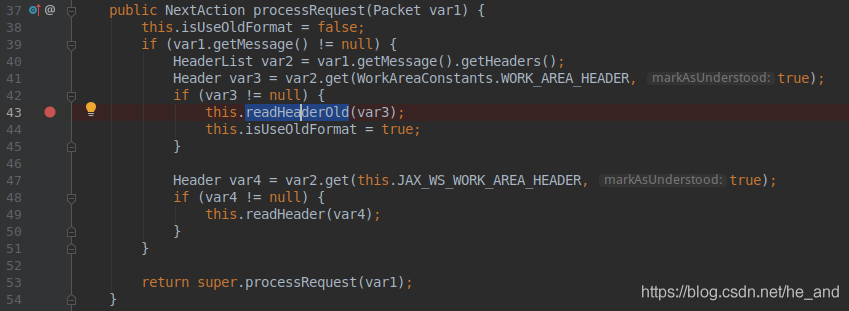 37 @ public NextAction processRequest(Packet var1) {
38 this.isUseOldFormat = false;
39 if (var1.getMessage() != null) {
40 HeaderList var2 = var1.getMessage().getHeaders();
41 Header var3 = var2.get(WorkAreaConstants.WORK_AREA_HEADER, markAsUnderstood: true);
42 if (var3 != null) {
43 this.readHeaderOld(var3);
44 this.isUseOldFormat = true;
45 }
46
47 Header var4 = var2.get(this.JAX_WS_WORK_AREA_HEADER, markAsUnderstood: true);
48 if (var4 != null) {
49 this.readHeader(var4);
50 }
51 }
52
53 return super.processRequest(var1);
54 }
https://blog.csdn.net/he_and